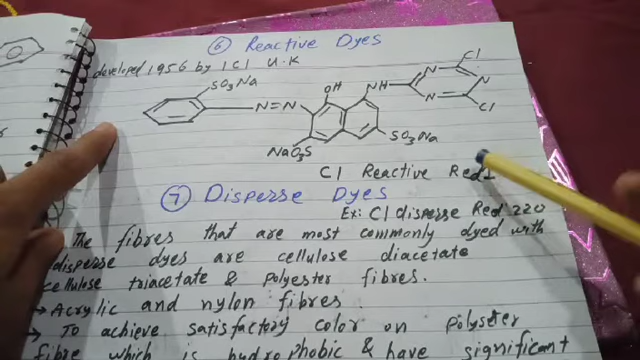 ⑥ Reactive Dyes
developed 1956 by ICI U.K
SO3Na
N=N
OH
NH
N
Cl
N
N
Cl
NaO3S
SO3Na
CI Reactive Red 1
⑦ Disperse Dyes
Ex: CI disperse Red 220
The fibres that are most commonly dyed with
disperse dyes are cellulose diacetate
cellulose triacetate & polyester fibres.
→ Acrylic and nylon fibres
→ To achieve satisfactory color on polyster
fibre which is hydrophobic & have significant